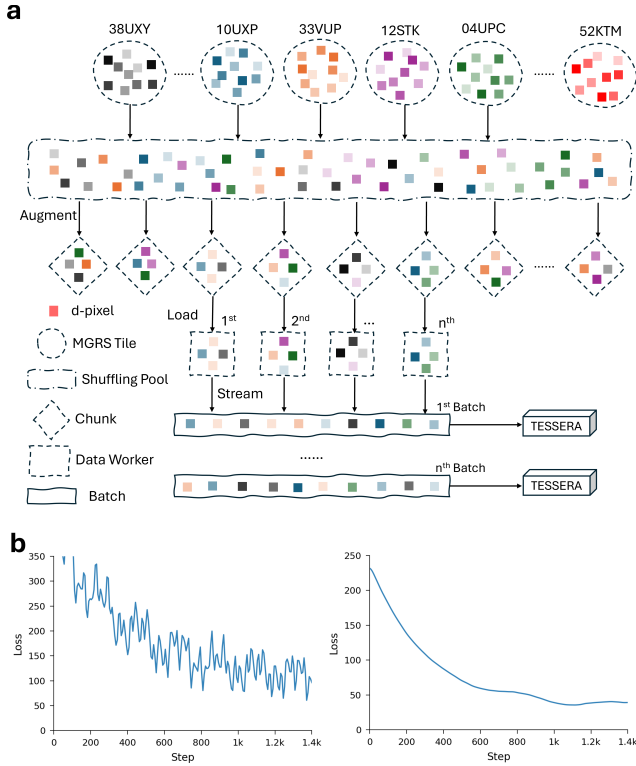 a
38UXY 10UXP 33VUP 12STK 04UPC 52KTM
...... ......
Augment
......
d-pixel
Load 1st 2nd ... nth
MGRS Tile
Shuffling Pool
Stream
Chunk
1st Batch
TESSERA
Data Worker
......
nth Batch
Batch
TESSERA
b
350
300
250
200
150
100
50
0
Loss
0 200 400 600 800 1k 1.2k 1.4k
Step
250
200
150
100
50
0
Loss
0 200 400 600 800 1k 1.2k 1.4k
Step